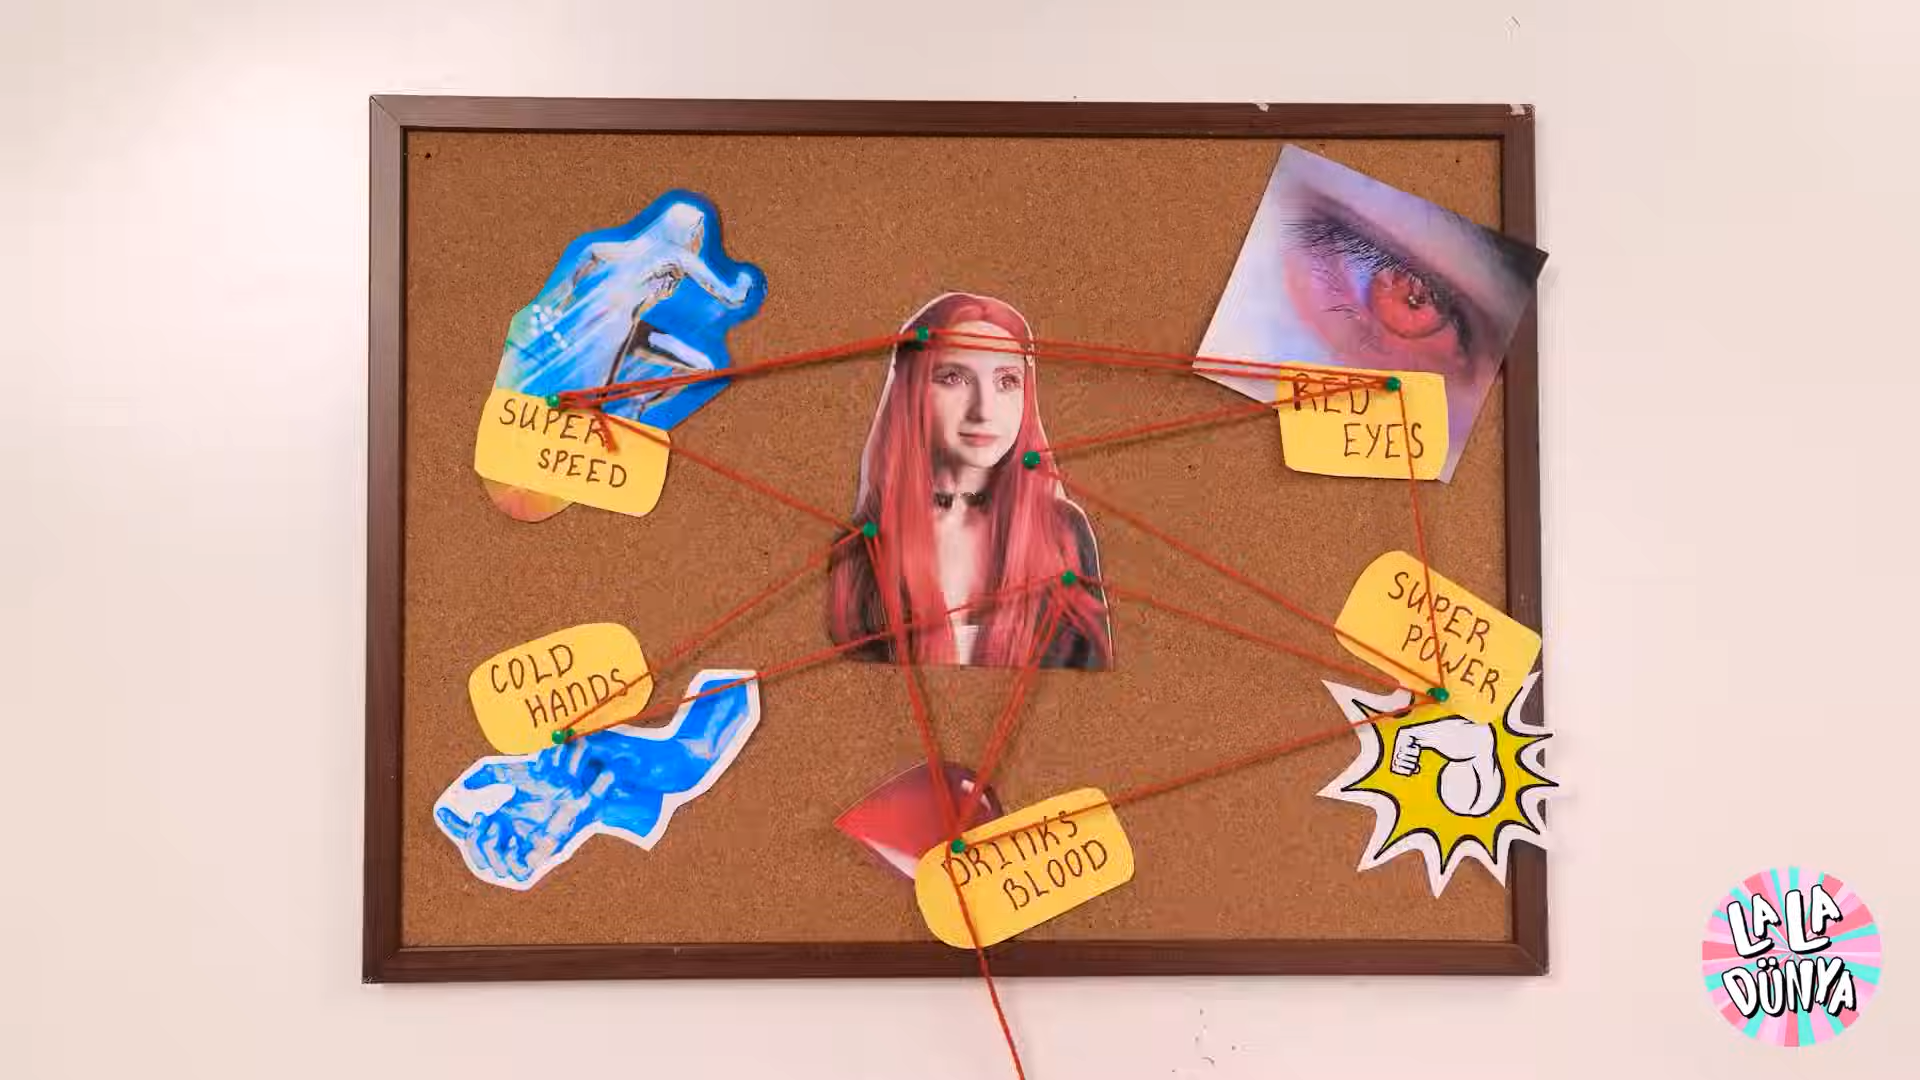 SUPER
SPEED
RED
EYES
COLD
HANDS
SUPER
POWER
DRINKS
BLOOD
LA LA
DÜNYA